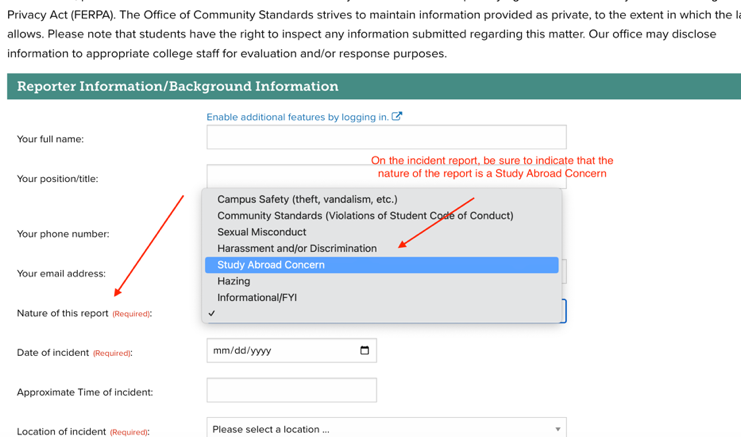 Privacy Act (FERPA). The Office of Community Standards strives to maintain information provided as private, to the extent in which the
allows. Please note that students have the right to inspect any information submitted regarding this matter. Our office may disclose
information to appropriate college staff for evaluation and/or response purposes.
Reporter Information/Background Information
Enable additional features by logging in.
Your full name:
On the incident report, be sure to indicate that the
nature of the report is a Study Abroad Concern
Your position/title:
Campus Safety (theft, vandalism, etc.)
Community Standards (Violations of Student Code of Conduct)
Sexual Misconduct
Your phone number:
Harassment and/or Discrimination
Study Abroad Concern
Your email address:
Hazing
Informational/FYI
Nature of this report (Required):
Date of incident (Required):
mm/dd/yyyy
Approximate Time of incident:
Location of incident (Required):
Please select a location ...